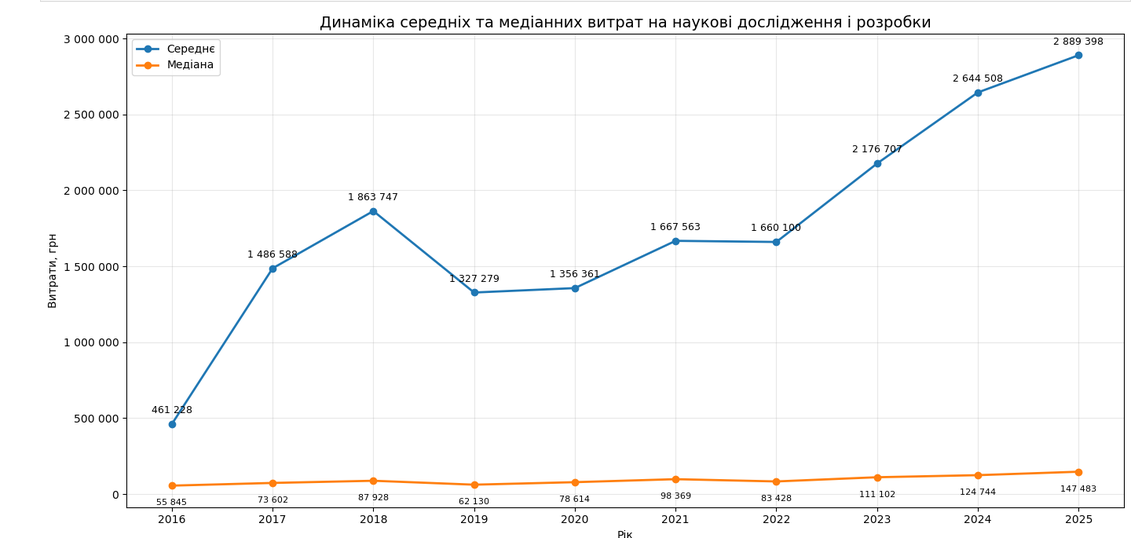 Динаміка середніх та медіанних витрат на наукові дослідження і розробки
Середнє
Медіана
Витрати, грн
3 000 000
2 500 000
2 000 000
1 500 000
1 000 000
500 000
0
461 228
1 486 588
1 863 747
1 327 279
1 356 361
1 667 563
1 660 100
2 176 707
2 644 508
2 889 398
55 845
73 602
87 928
62 130
78 614
98 369
83 428
111 102
124 744
147 483
2016 2017 2018 2019 2020 2021 2022 2023 2024 2025
Рік